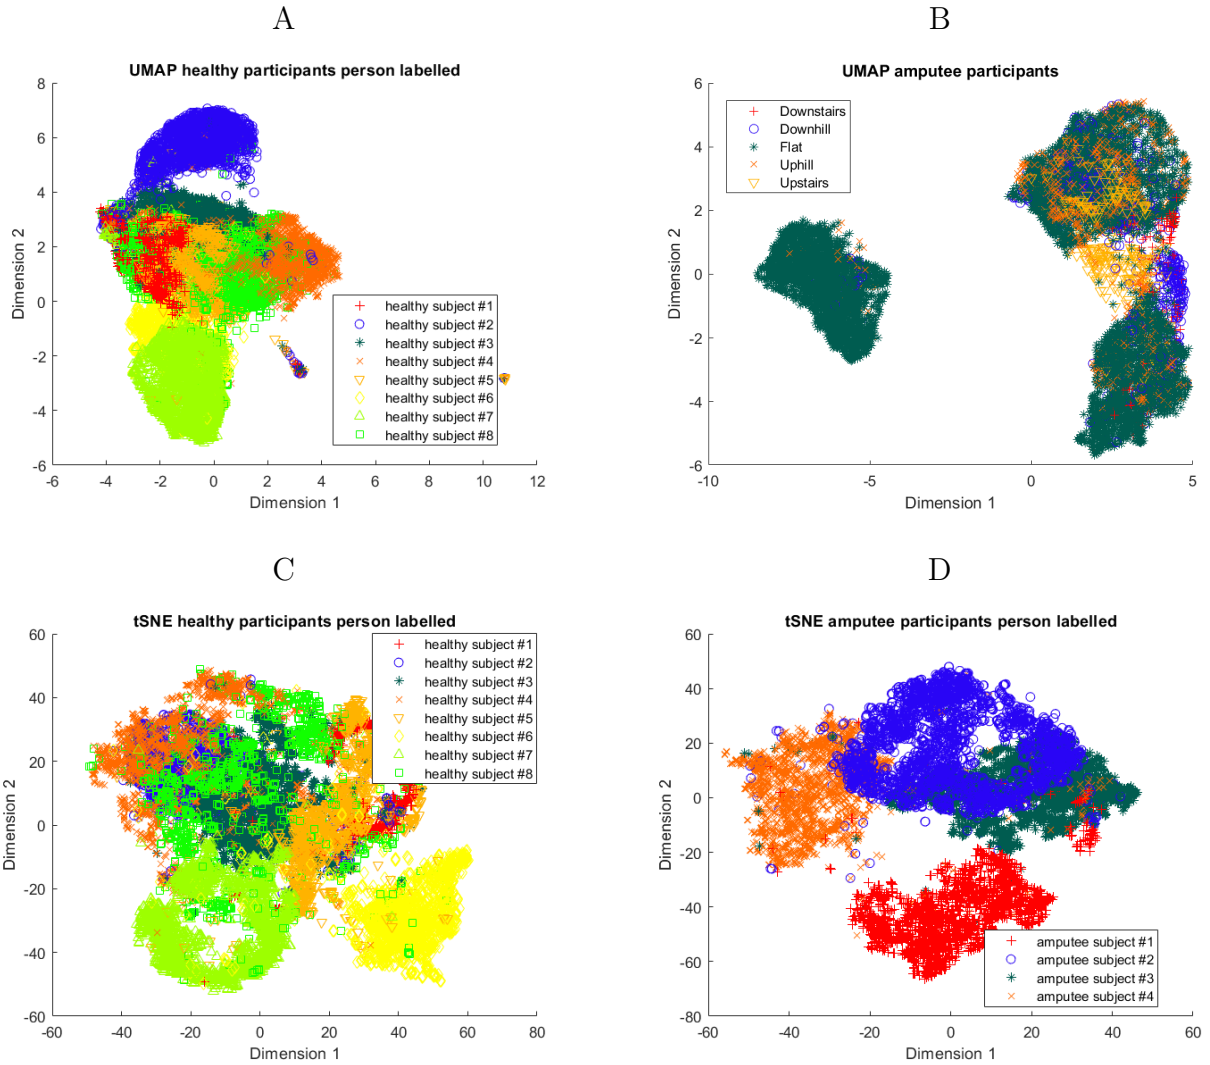 A
UMAP healthy participants person labelled
8
6
4
2
0
-2
-4
-6
-6
-4
-2
0
2
4
6
8
10
12
Dimension 1
Dimension 2
healthy subject #1
healthy subject #2
healthy subject #3
healthy subject #4
healthy subject #5
healthy subject #6
healthy subject #7
healthy subject #8
B
UMAP amputee participants
6
4
2
0
-2
-4
-6
-10
-5
0
5
Dimension 1
Dimension 2
Downstairs
Downhill
Flat
Uphill
Upstairs
C
tSNE healthy participants person labelled
60
40
20
0
-20
-40
-60
-60
-40
-20
0
20
40
60
80
Dimension 1
Dimension 2
healthy subject #1
healthy subject #2
healthy subject #3
healthy subject #4
healthy subject #5
healthy subject #6
healthy subject #7
healthy subject #8
D
tSNE amputee participants person labelled
60
40
20
0
-20
-40
-60
-80
-60
-40
-20
0
20
40
60
Dimension 1
Dimension 2
amputee subject #1
amputee subject #2
amputee subject #3
amputee subject #4